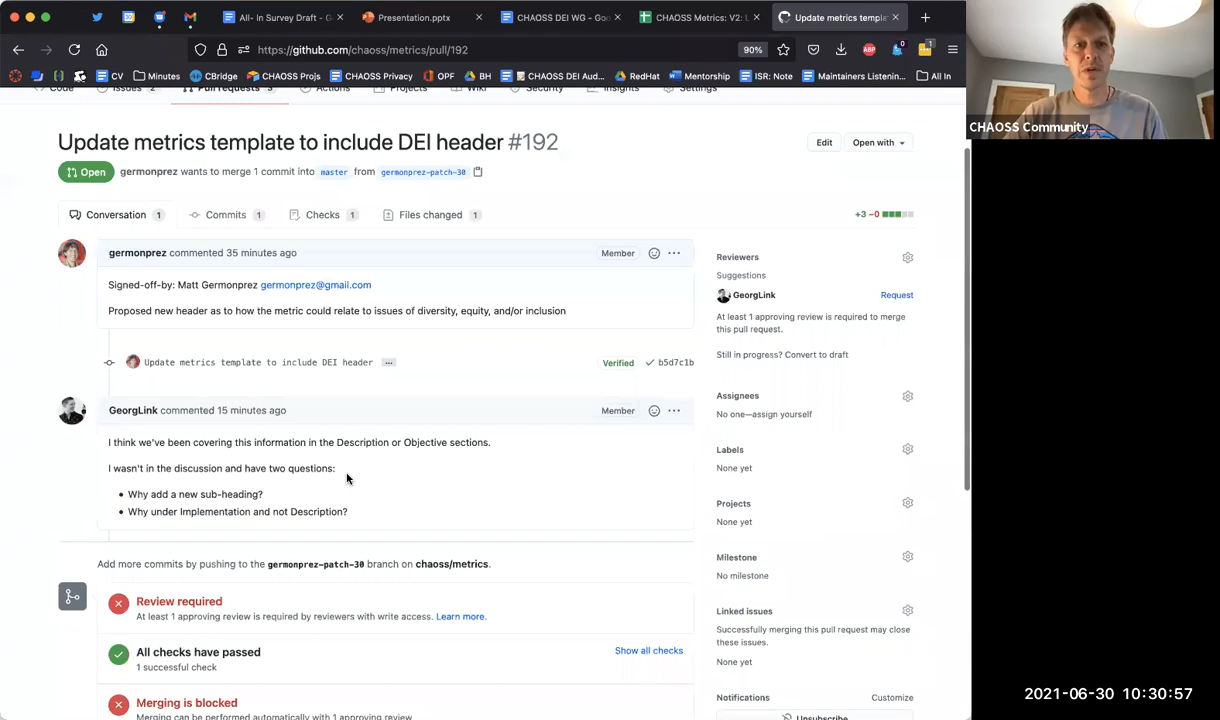 All- In Survey Draft - G
Presentation.pptx
CHAOSS DEI WG - Goo
CHAOSS Metrics: V2: L
Update metrics templa
https://github.com/chaoss/metrics/pull/192
90%
CV
Minutes
CBridge
CHAOSS Projs
CHAOSS Privacy
OPF
BH
CHAOSS DEI Aud...
RedHat
Mentorship
ISR: Note
Maintainers Listenin...
All In
Code
Issues 2
Pull requests 3
Actions
Projects
Wiki
Security
Insights
Settings
Update metrics template to include DEI header #192
Edit
Open with
Open
germonprez wants to merge 1 commit into master from germonprez-patch-30
Conversation 1
Commits 1
Checks 1
Files changed 1
+3 −0
germonprez commented 35 minutes ago
Member
Signed-off-by: Matt Germonprez germonprez@gmail.com
Proposed new header as to how the metric could relate to issues of diversity, equity, and/or inclusion
Update metrics template to include DEI header
Verified
b5d7c1b
GeorgLink commented 15 minutes ago
Member
I think we've been covering this information in the Description or Objective sections.
I wasn't in the discussion and have two questions:
• Why add a new sub-heading?
• Why under Implementation and not Description?
Add more commits by pushing to the germonprez-patch-30 branch on chaoss/metrics.
Review required
At least 1 approving review is required by reviewers with write access. Learn more.
All checks have passed
1 successful check
Show all checks
Merging is blocked
Merging can be performed automatically with 1 approving review
Reviewers
Suggestions
GeorgLink
Request
At least 1 approving review is required to merge
this pull request.
Still in progress? Convert to draft
Assignees
No one—assign yourself
Labels
None yet
Projects
None yet
Milestone
No milestone
Linked issues
Successfully merging this pull request may close
these issues.
None yet
Notifications
Customize
Unsubscribe
CHAOSS Community
2021-06-30 10:30:57